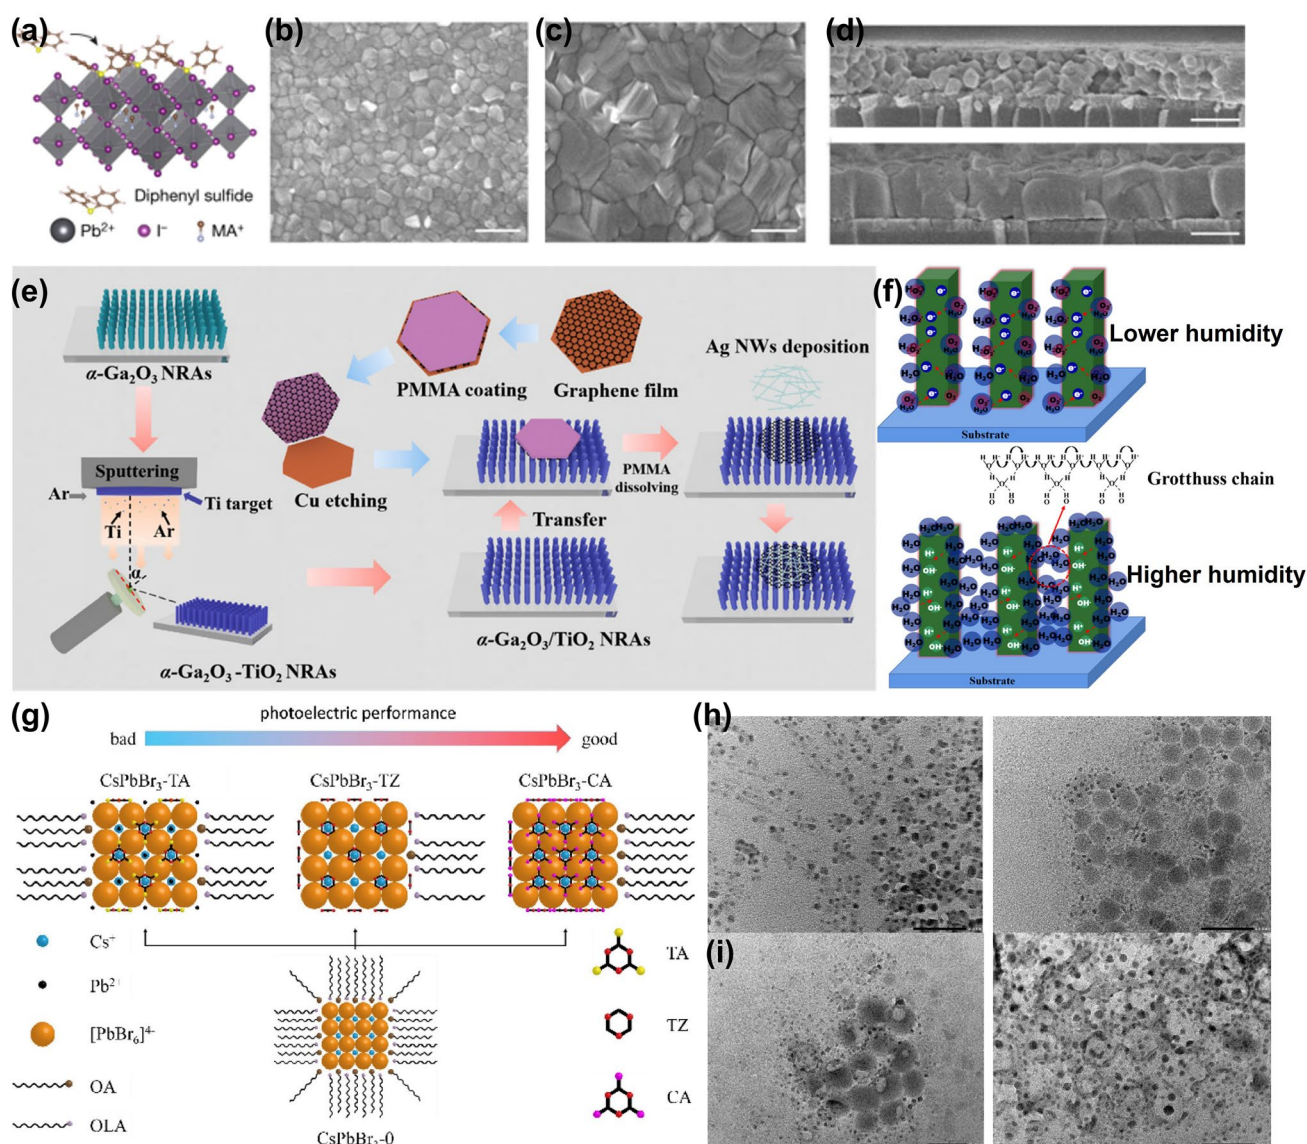 (a)
(b)
(c)
(d)
Diphenyl sulfide
Pb²⁺ I⁻ MA⁺
(e)
α-Ga₂O₃ NRAs
Sputtering
Ar
Ti target
Ti
Ar
α
α-Ga₂O₃-TiO₂ NRAs
PMMA coating
Graphene film
Cu etching
Transfer
α-Ga₂O₃/TiO₂ NRAs
PMMA
dissolving
Ag NWs deposition
(f)
Lower humidity
Substrate
Grotthuss chain
Higher humidity
H₂O
H⁺
OH⁻
Substrate
(g)
photoelectric performance
bad
good
CsPbBr₃-TA
CsPbBr₃-TZ
CsPbBr₃-CA
Cs⁺
Pb²⁺
[PbBr₆]⁴⁻
OA
OLA
CsPbBr₃-0
TA
TZ
CA
(h)
(i)